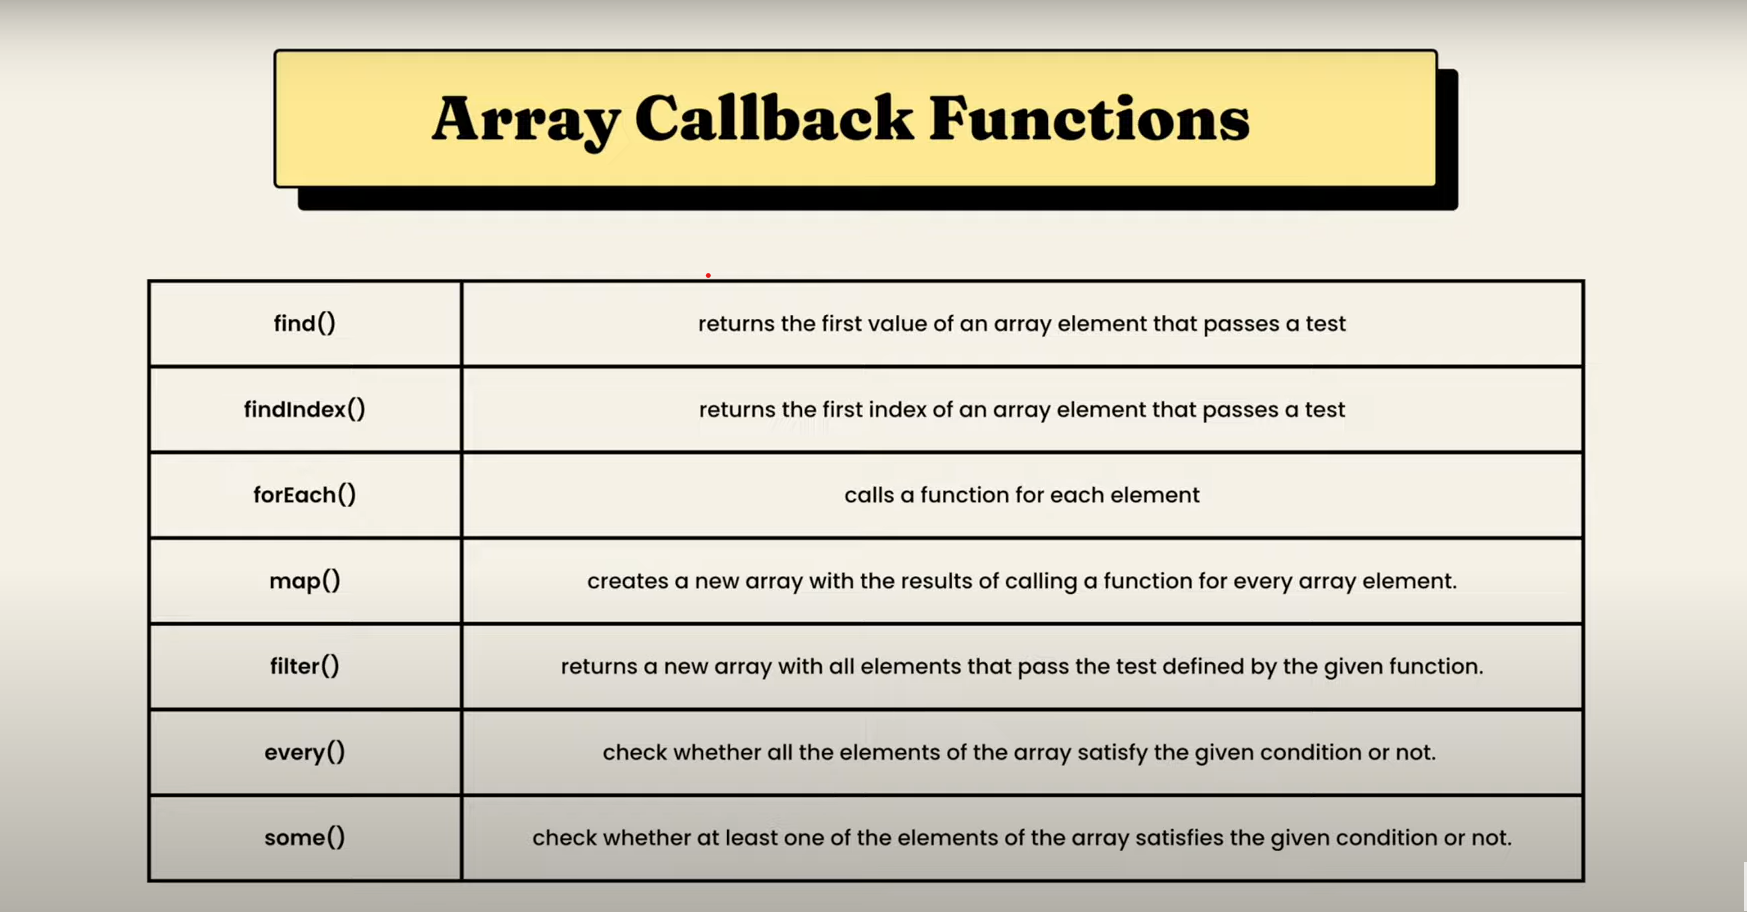 Array Callback Functions
find()
returns the first value of an array element that passes a test
findIndex()
returns the first index of an array element that passes a test
forEach()
calls a function for each element
map()
creates a new array with the results of calling a function for every array element.
filter()
returns a new array with all elements that pass the test defined by the given function.
every()
check whether all the elements of the array satisfy the given condition or not.
some()
check whether at least one of the elements of the array satisfies the given condition or not.